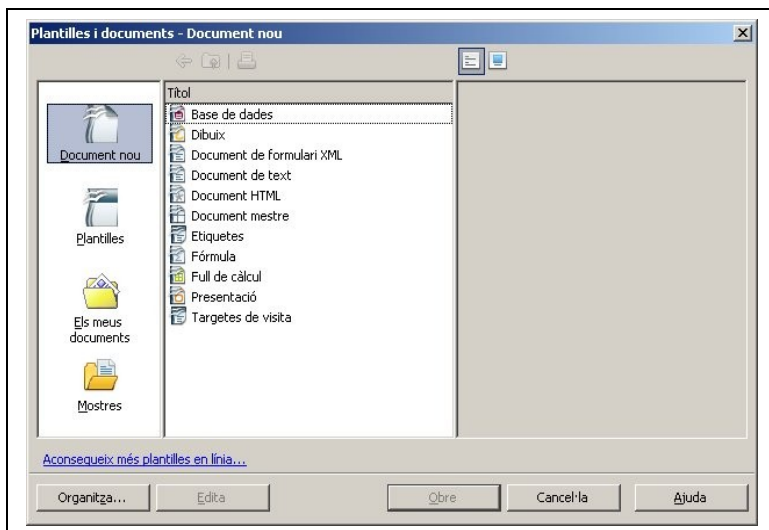 Plantilles i documents - Document nou
Document nou
Plantilles
Els meus
documents
Mostres
Títol
Base de dades
Dibuix
Document de formulari XML
Document de text
Document HTML
Document mestre
Etiquetes
Fórmula
Full de càlcul
Presentació
Targetes de visita
Aconsegueix més plantilles en línia...
Organitza...
Edita
Obre
Cancel·la
Ajuda